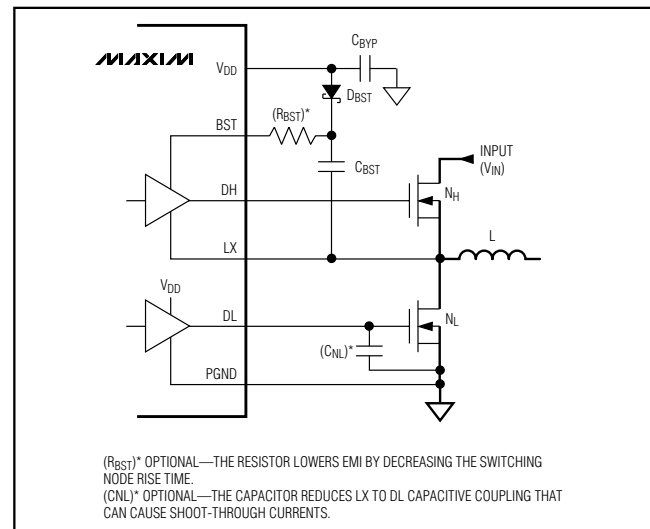 MAXIM
CBYP
VDD
DBST
(RBST)*
BST
CBST
INPUT
(VIN)
DH
NH
L
LX
VDD
DL
NL
(CNL)*
PGND
(RBST)* OPTIONAL—THE RESISTOR LOWERS EMI BY DECREASING THE SWITCHING
NODE RISE TIME.
(CNL)* OPTIONAL—THE CAPACITOR REDUCES LX TO DL CAPACITIVE COUPLING THAT
CAN CAUSE SHOOT-THROUGH CURRENTS.